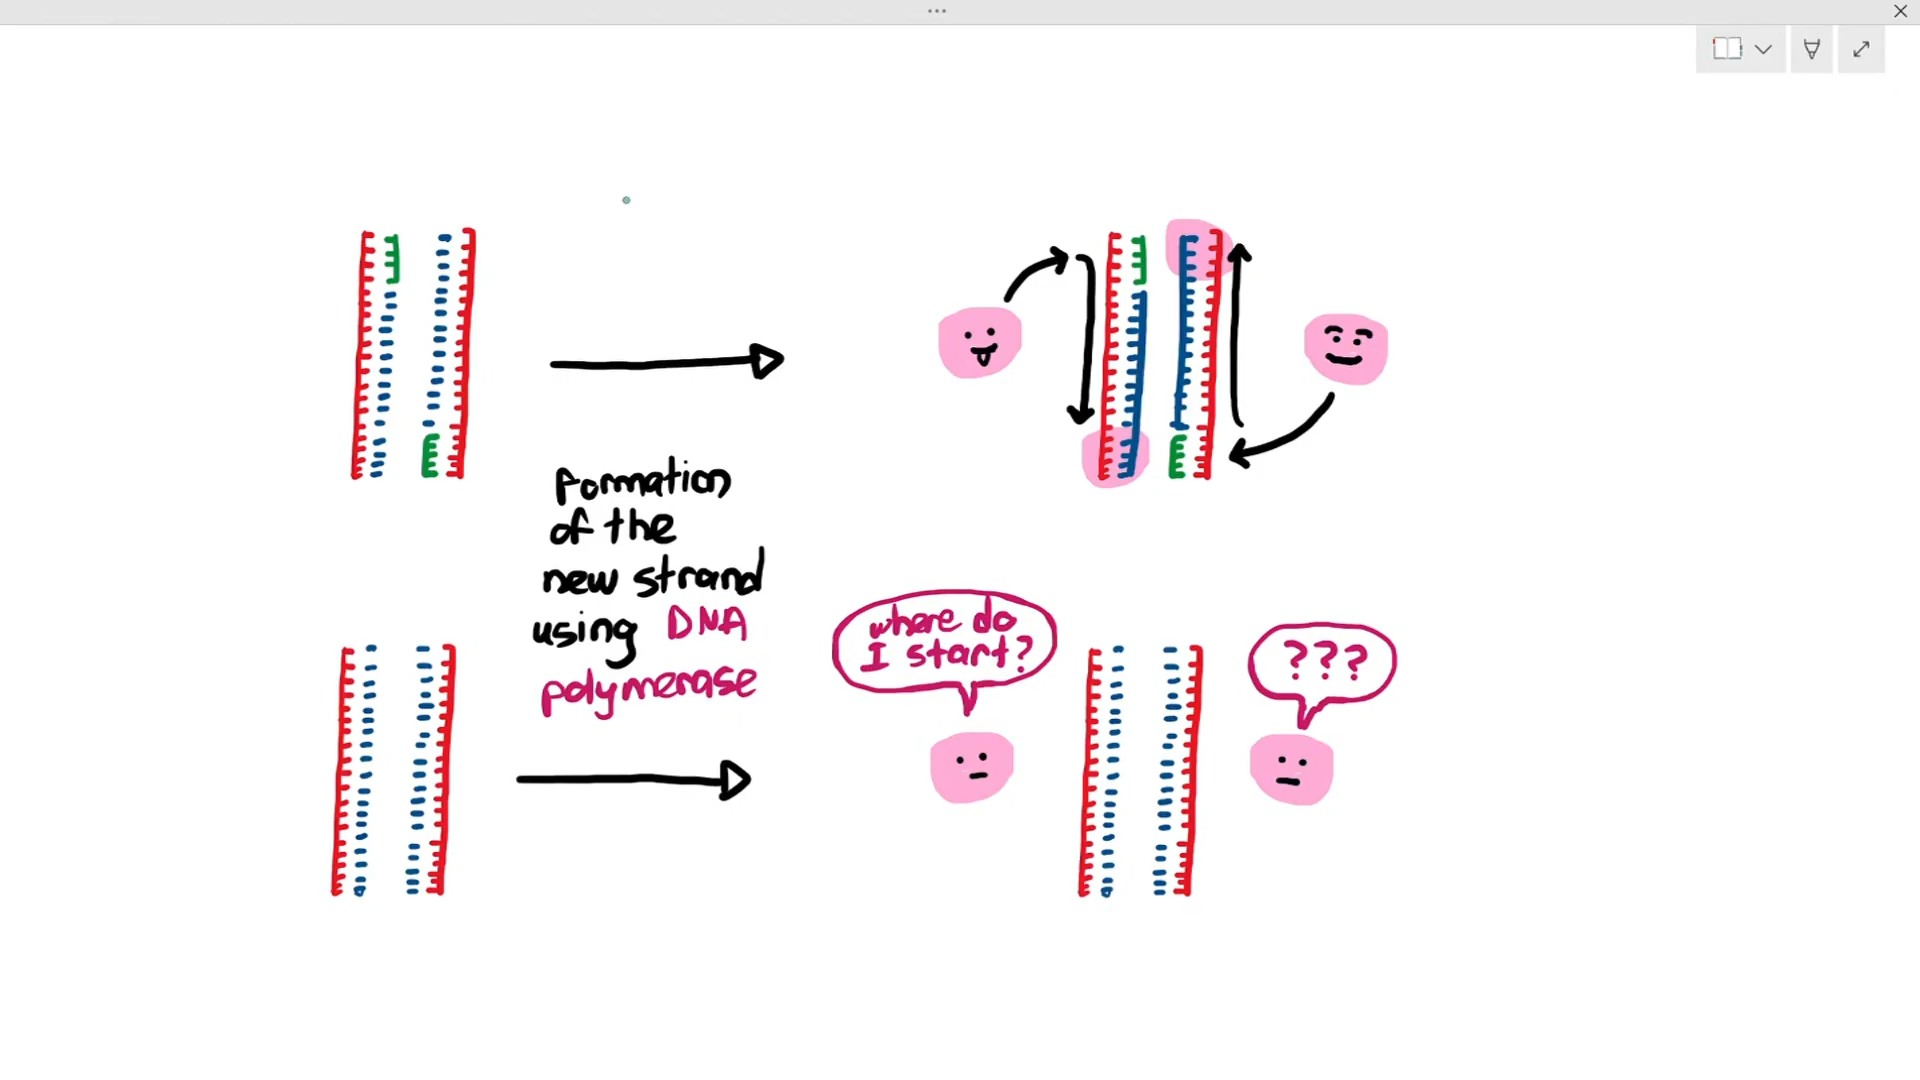 formation
of the
new strand
using DNA
polymerase
where do
I start?
???